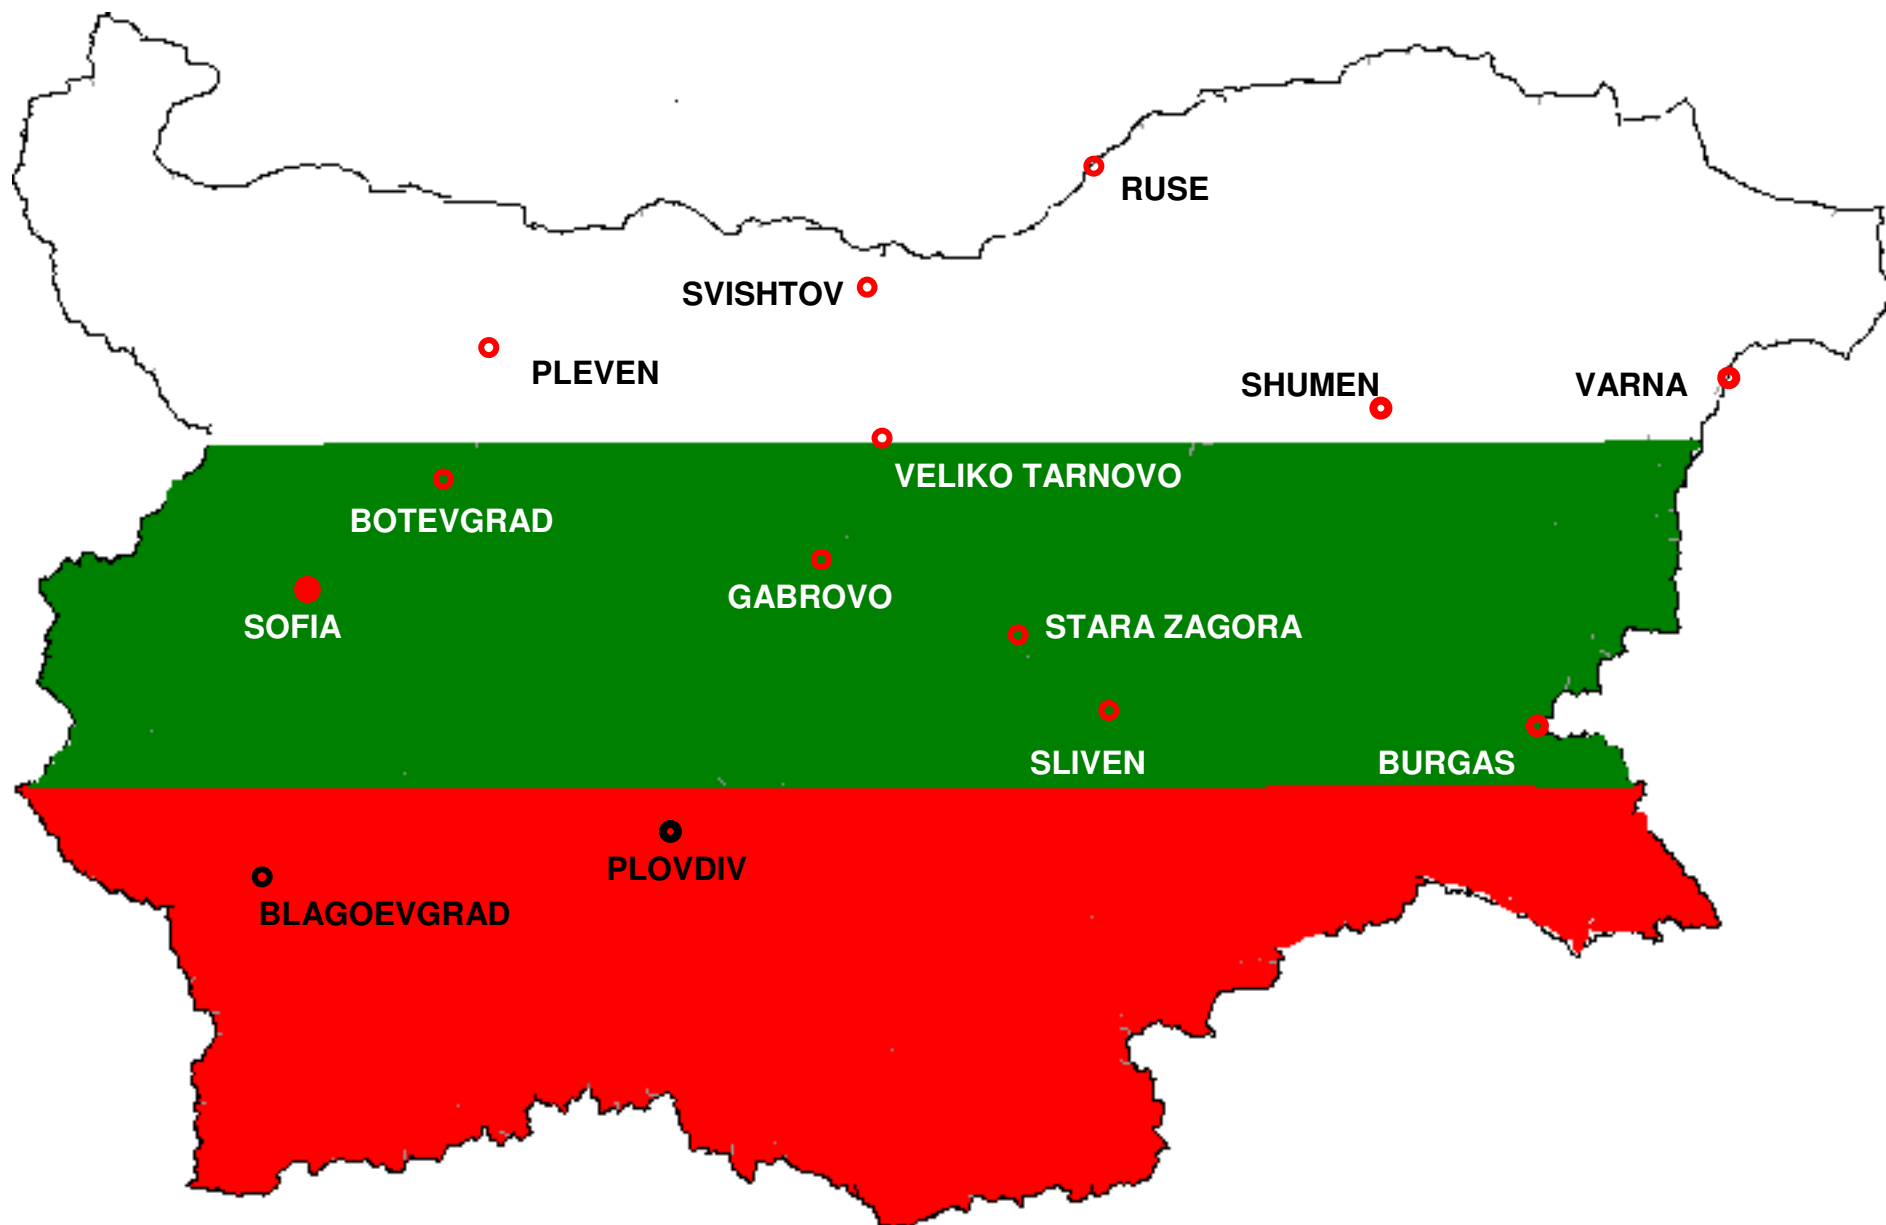 RUSE
SVISHTOV
PLEVEN
SHUMEN
VARNA
VELIKO TARNOVO
BOTEVGRAD
GABROVO
SOFIA
STARA ZAGORA
SLIVEN
BURGAS
PLOVDIV
BLAGOEVGRAD